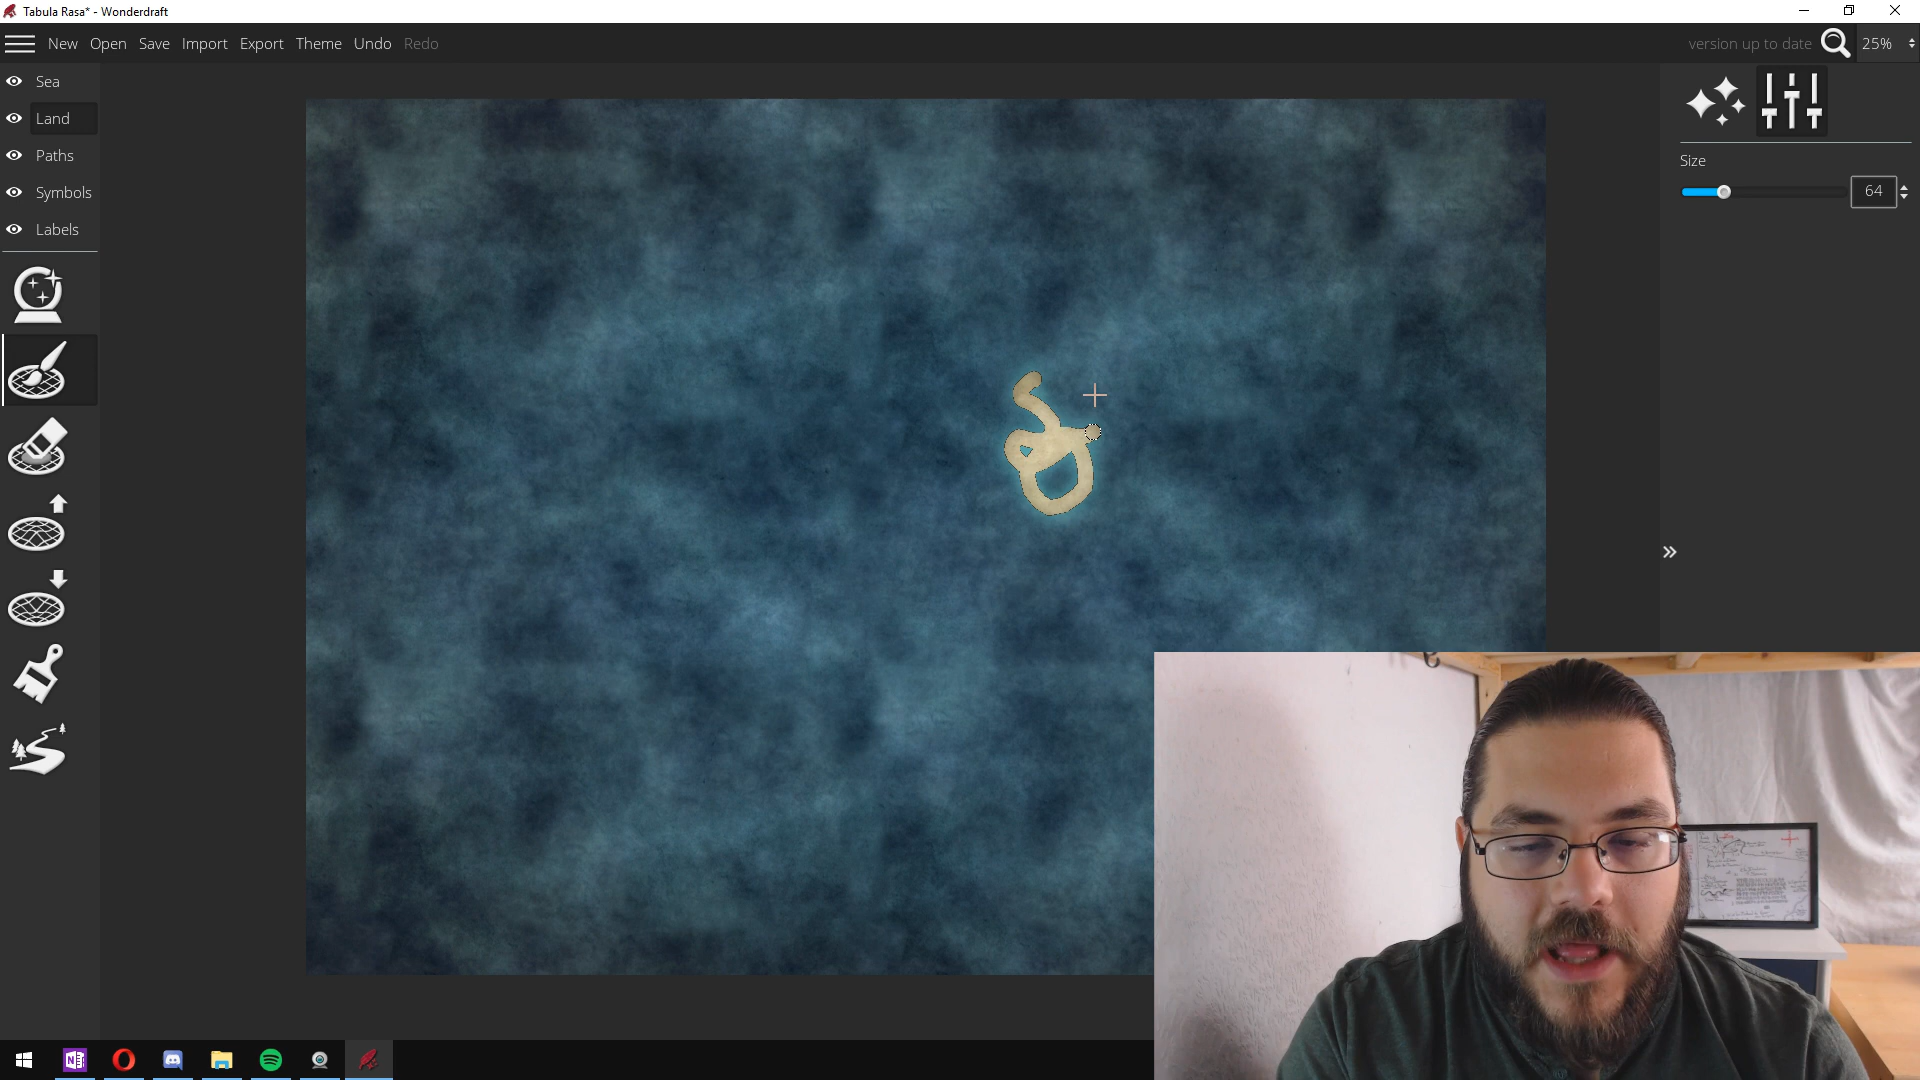 Tabula Rasa* - Wonderdraft
New Open Save Import Export Theme Undo Redo
version up to date 25%
Sea
Land
Paths
Symbols
Labels
Size
64